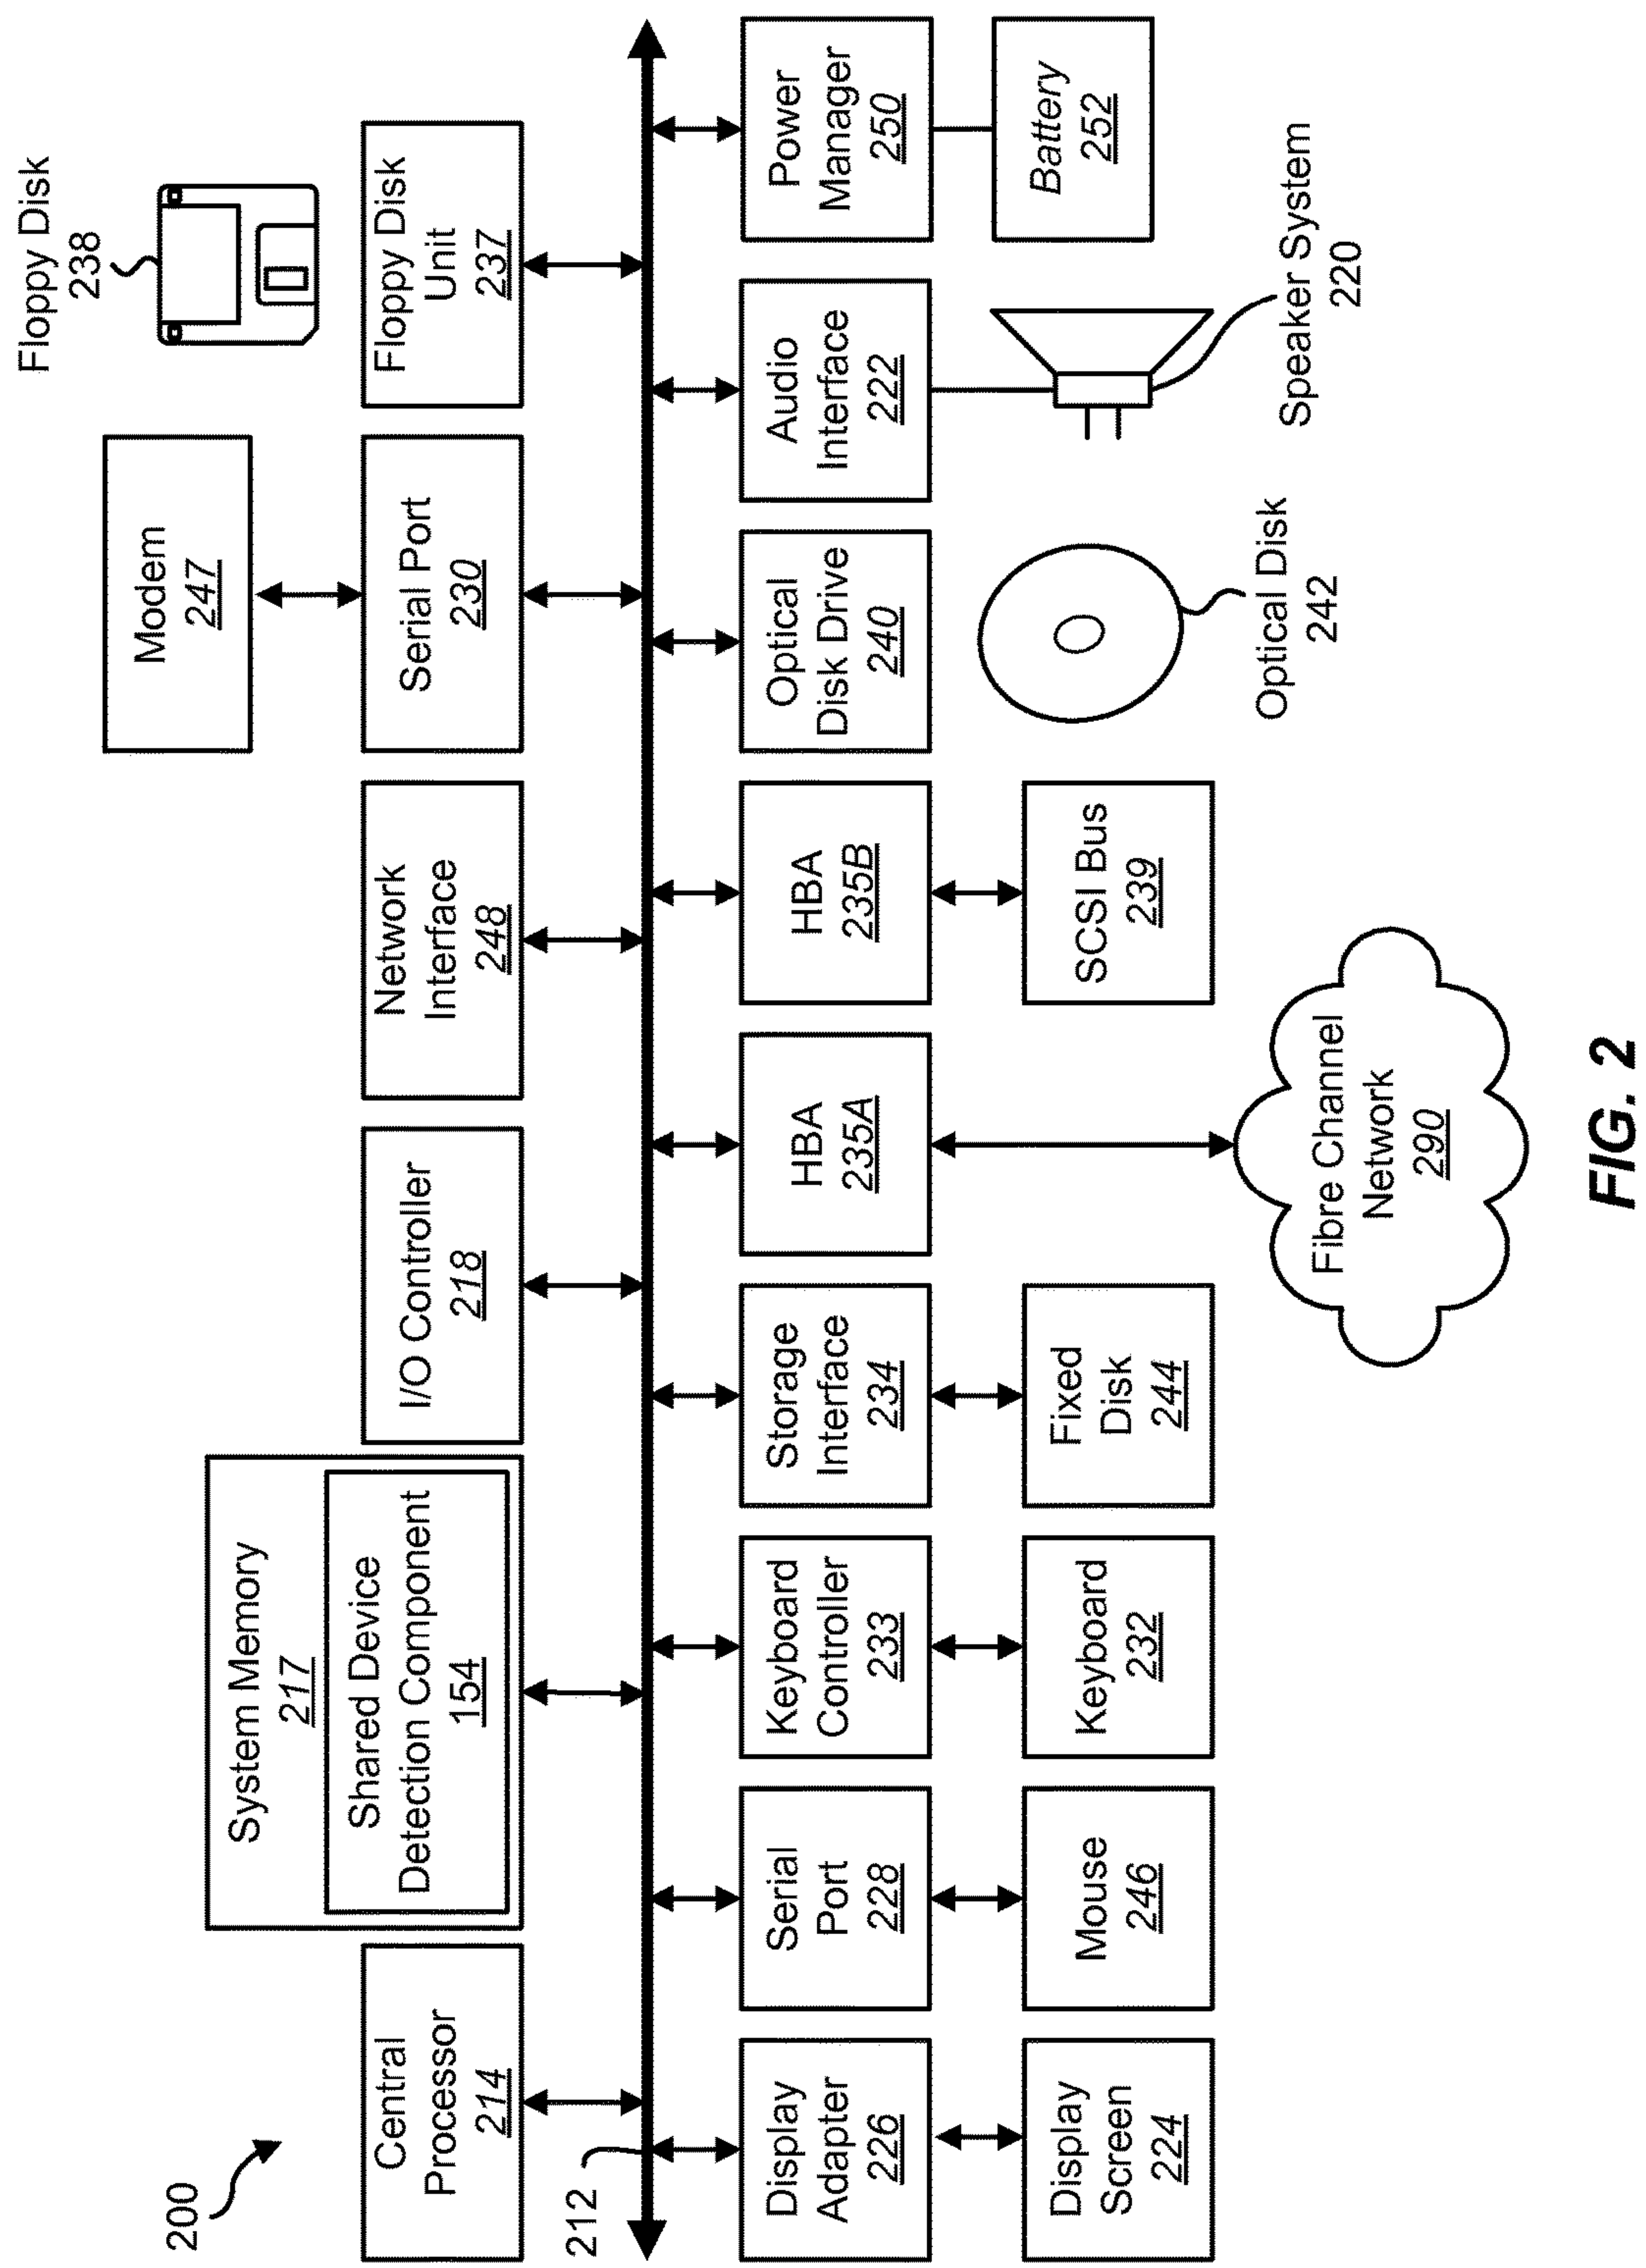 200
Central
Processor
214
System Memory
217
Shared Device
Detection Component
154
I/O Controller
218
Network
Interface
248
Modem
247
Serial Port
230
Floppy Disk
238
Floppy Disk
Unit
237
212
Display
Adapter
226
Serial
Port
228
Keyboard
Controller
233
Storage
Interface
234
HBA
235A
HBA
235B
Optical
Disk Drive
240
Audio
Interface
222
Power
Manager
250
Display
Screen
224
Mouse
246
Keyboard
232
Fixed
Disk
244
Fibre Channel
Network
290
SCSI Bus
239
Optical Disk
242
Speaker System
220
Battery
252
FIG. 2